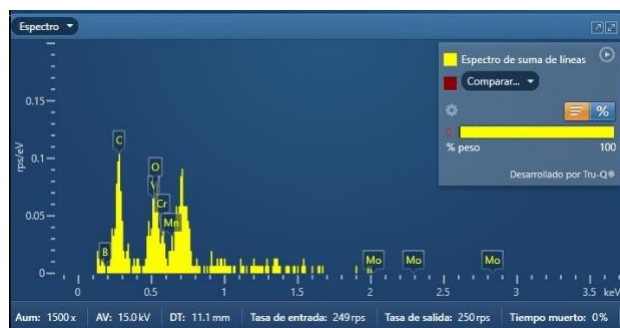 Espectro
Espectro de suma de líneas
Comparar...
%
C
% peso 100
Desarrollado por Tru-Q®
rps/eV
0.15
0.1
0.05
0
C
O
V
Cr
Mn
B
Mo Mo Mo
0 0.5 1 1.5 2 2.5 3 3.5 keV
Aum: 1500 x AV: 15.0 kV DT: 11.1 mm Tasa de entrada: 249 rps Tasa de salida: 250 rps Tiempo muerto: 0%